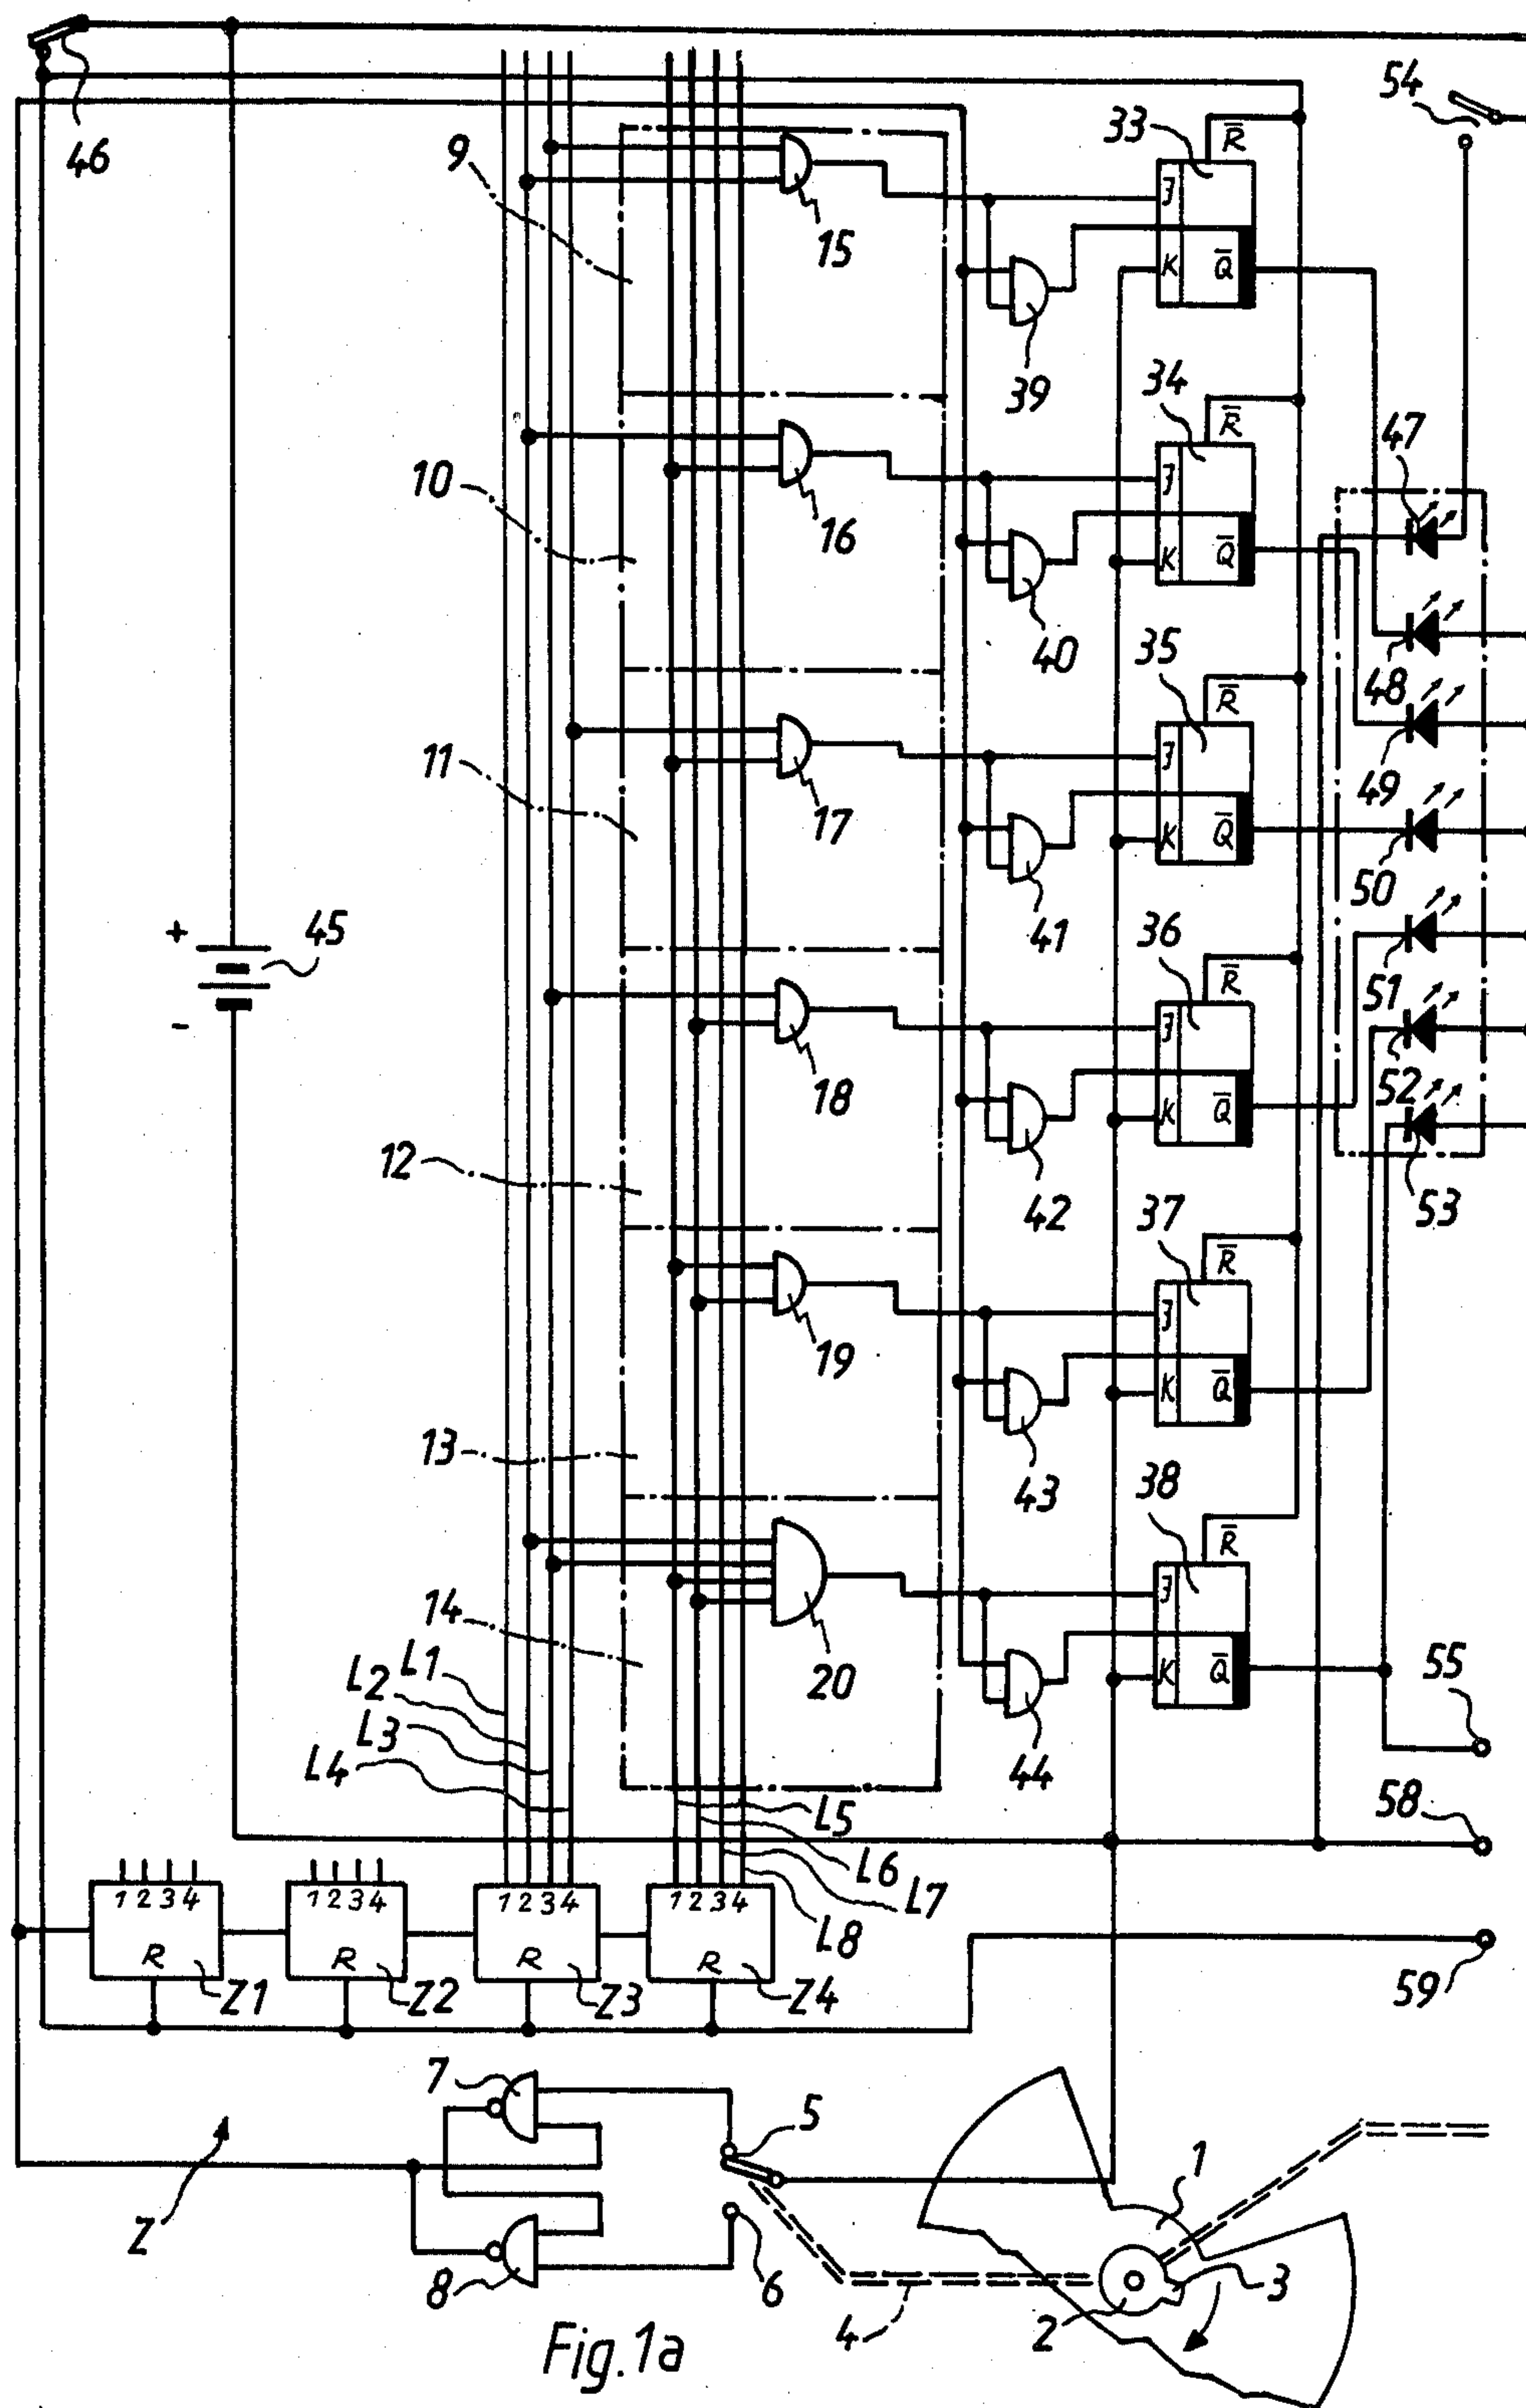 46
54
33
R̅
9
J
15
K
Q̅
39
34
R̅
47
10
J
16
K
Q̅
40
35
48
R̅
11
J
49
17
K
Q̅
50
41
+
45
36
R̅
51
-
J
18
52
K
Q̅
12
42
53
37
R̅
J
19
K
Q̅
13
43
38
R̅
14
J
L1
55
L2
20
K
Q̅
L3
L4
44
58
L5
L6
1 2 3 4
1 2 3 4
1 2 3 4
1 2 3 4
L7
L8
R
R
R
R
Z1
Z2
Z3
Z4
59
7
5
1
Z
8
6
4
2
3
Fig.1a